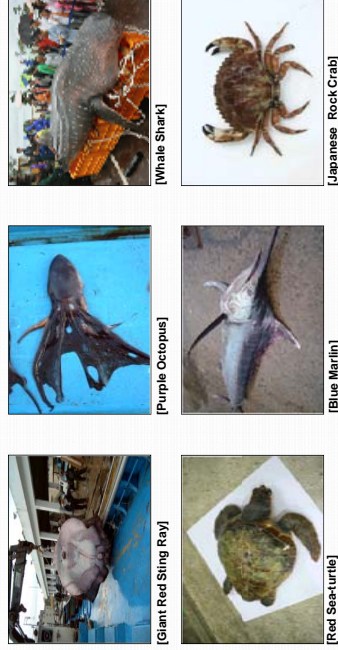 [Giant Red Sting Ray]
[Purple Octopus]
[Whale Shark]
[Red Sea-turtle]
[Blue Marlin]
[Japanese Rock Crab]